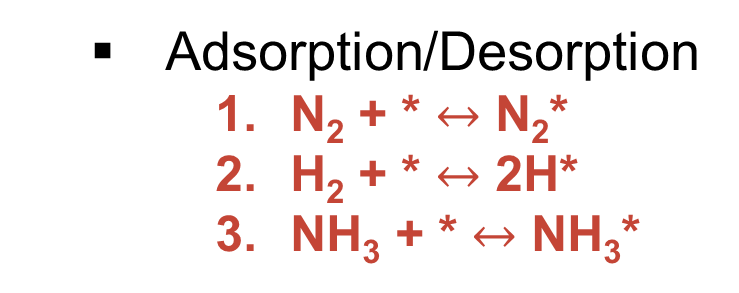 ▪ Adsorption/Desorption
1. N₂ + * ↔ N₂*
2. H₂ + * ↔ 2H*
3. NH₃ + * ↔ NH₃*